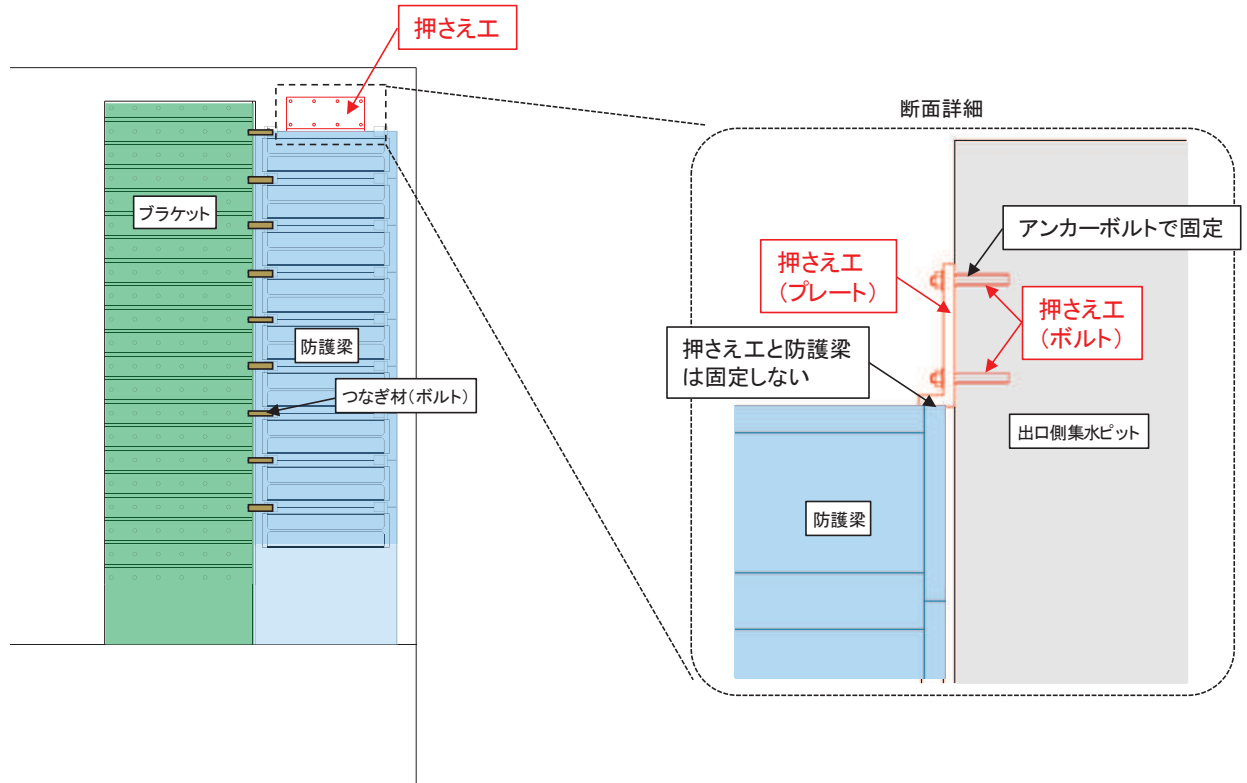 押さえ工
ブラケット
防護梁
つなぎ材(ボルト)
断面詳細
アンカーボルトで固定
押さえ工
(プレート)
押さえ工
(ボルト)
押さえ工と防護梁
は固定しない
出口側集水ピット
防護梁